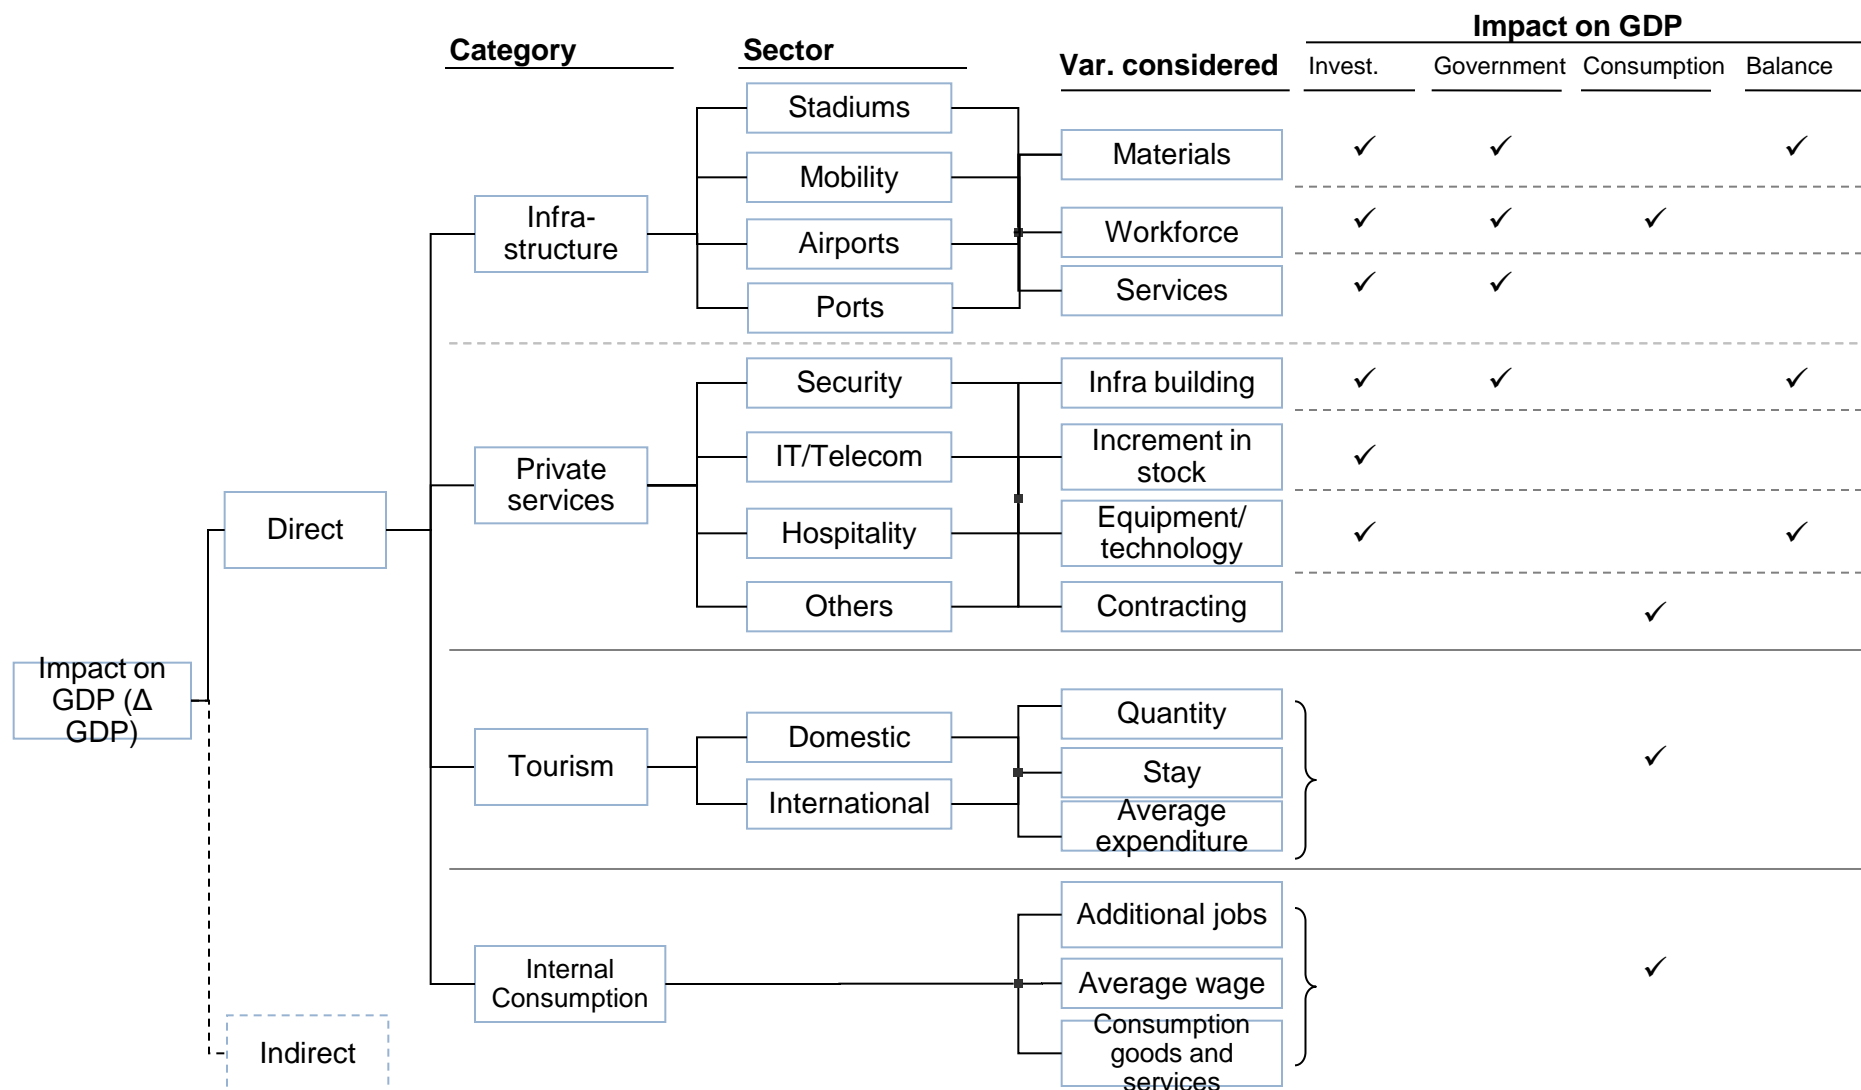 Impact on GDP
Category
Sector
Var. considered
Invest.
Government
Consumption
Balance
Stadiums
Mobility
Airports
Ports
Infra-
structure
Materials
✓ ✓ ✓
Workforce
✓ ✓ ✓
Services
✓ ✓
Security
IT/Telecom
Hospitality
Others
Private
services
Infra building
✓ ✓ ✓
Increment in
stock
✓
Equipment/
technology
✓ ✓
Contracting
✓
Direct
Impact on
GDP (Δ
GDP)
Tourism
Domestic
International
Quantity
Stay
Average
expenditure
✓
Internal
Consumption
Additional jobs
Average wage
Consumption
goods and
services
✓
Indirect